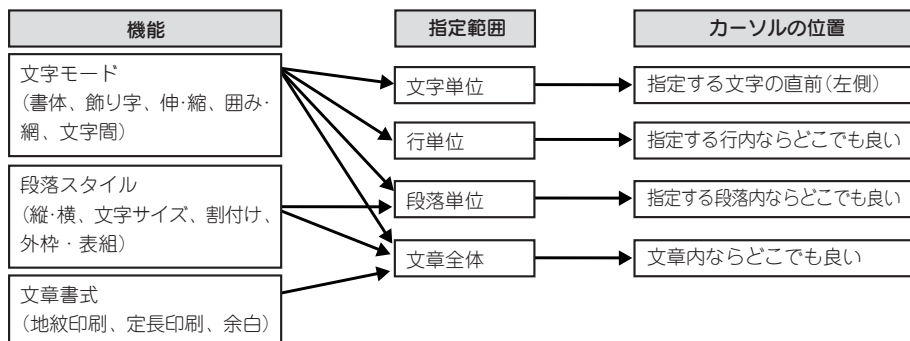 機能
文字モード
（書体、飾り字、伸・縮、囲み・
網、文字間）
段落スタイル
（縦・横、文字サイズ、割付け、
外枠・表組）
文章書式
（地紋印刷、定長印刷、余白）
指定範囲
文字単位
行単位
段落単位
文章全体
カーソルの位置
指定する文字の直前（左側）
指定する行内ならどこでも良い
指定する段落内ならどこでも良い
文章内ならどこでも良い